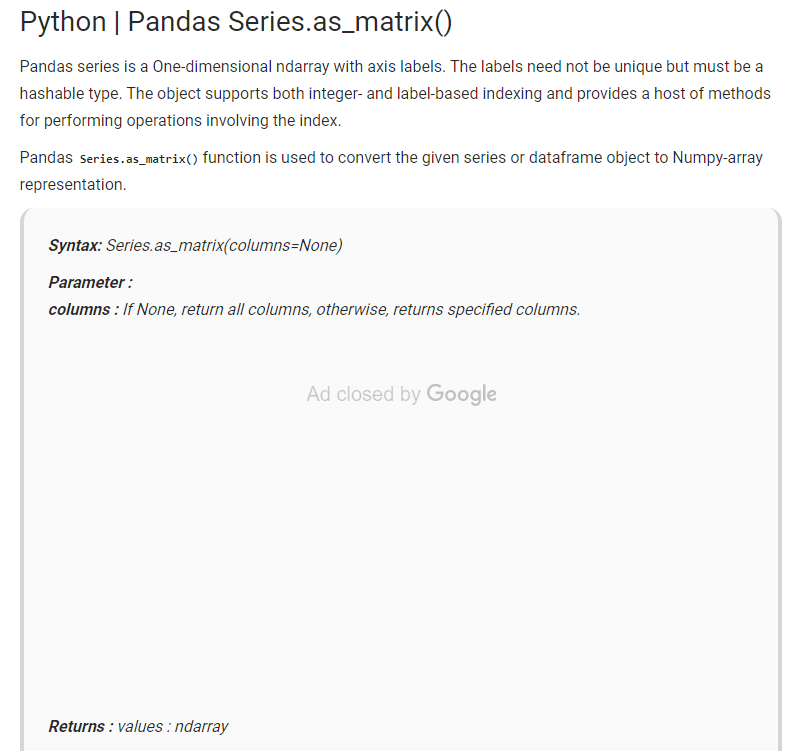 Python | Pandas Series.as_matrix()
Pandas series is a One-dimensional ndarray with axis labels. The labels need not be unique but must be a
hashable type. The object supports both integer- and label-based indexing and provides a host of methods
for performing operations involving the index.
Pandas Series.as_matrix() function is used to convert the given series or dataframe object to Numpy-array
representation.
Syntax: Series.as_matrix(columns=None)
Parameter :
columns : If None, return all columns, otherwise, returns specified columns.
Ad closed by Google
Returns : values : ndarray